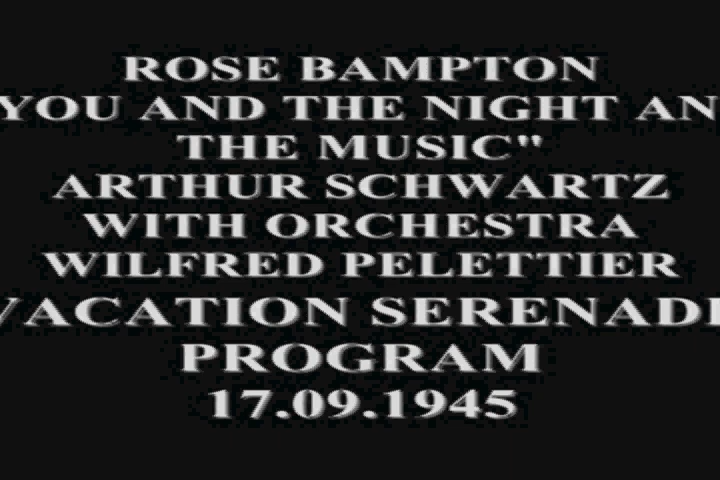 ROSE BAMPTON
YOU AND THE NIGHT AN
THE MUSIC"
ARTHUR SCHWARTZ
WITH ORCHESTRA
WILFRED PELETTIER
VACATION SERENADE
PROGRAM
17.09.1945